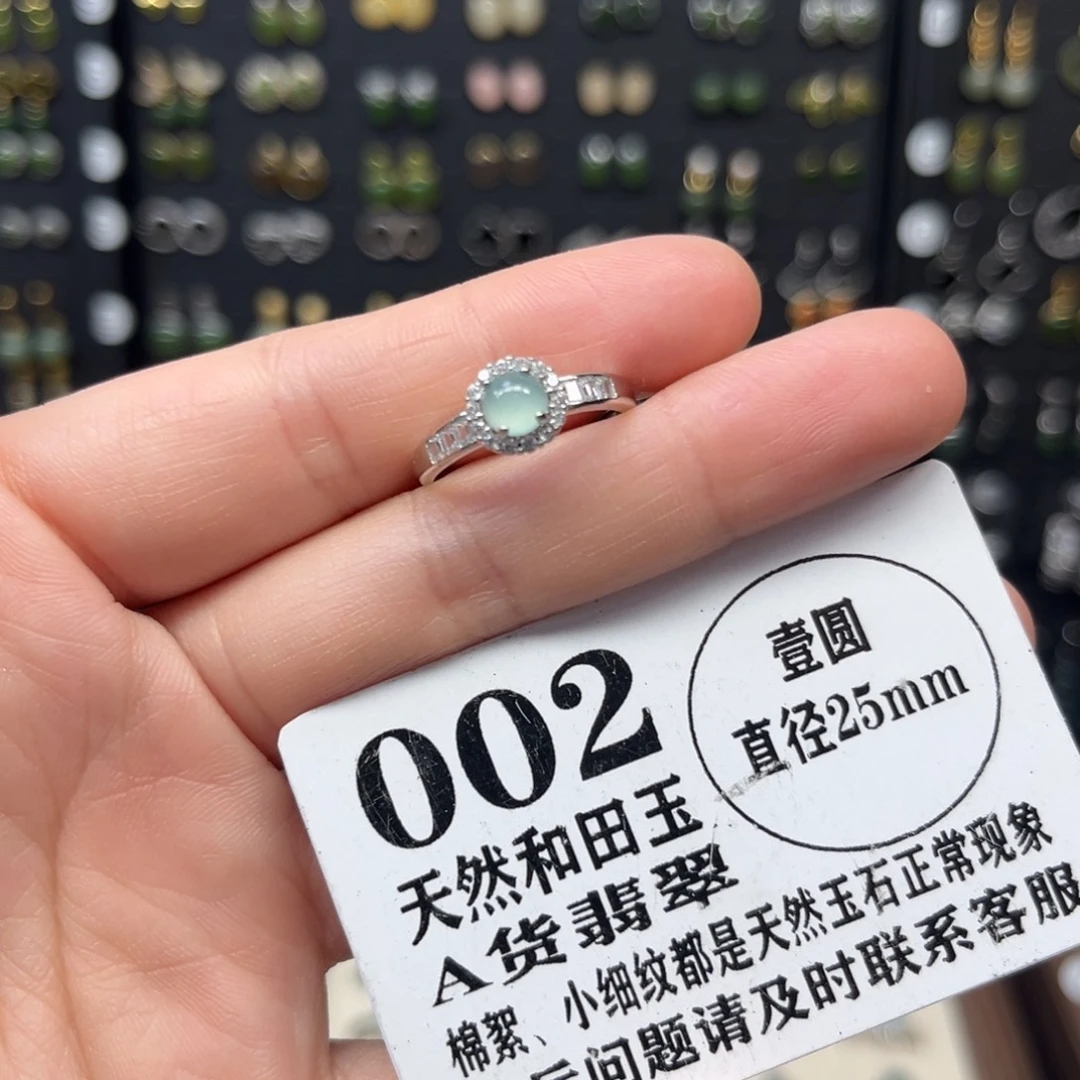 002
壹圆
直径25mm
天然和田玉
A货翡翠
棉絮、小细纹都是天然玉石正常现象
问题请及时联系客服